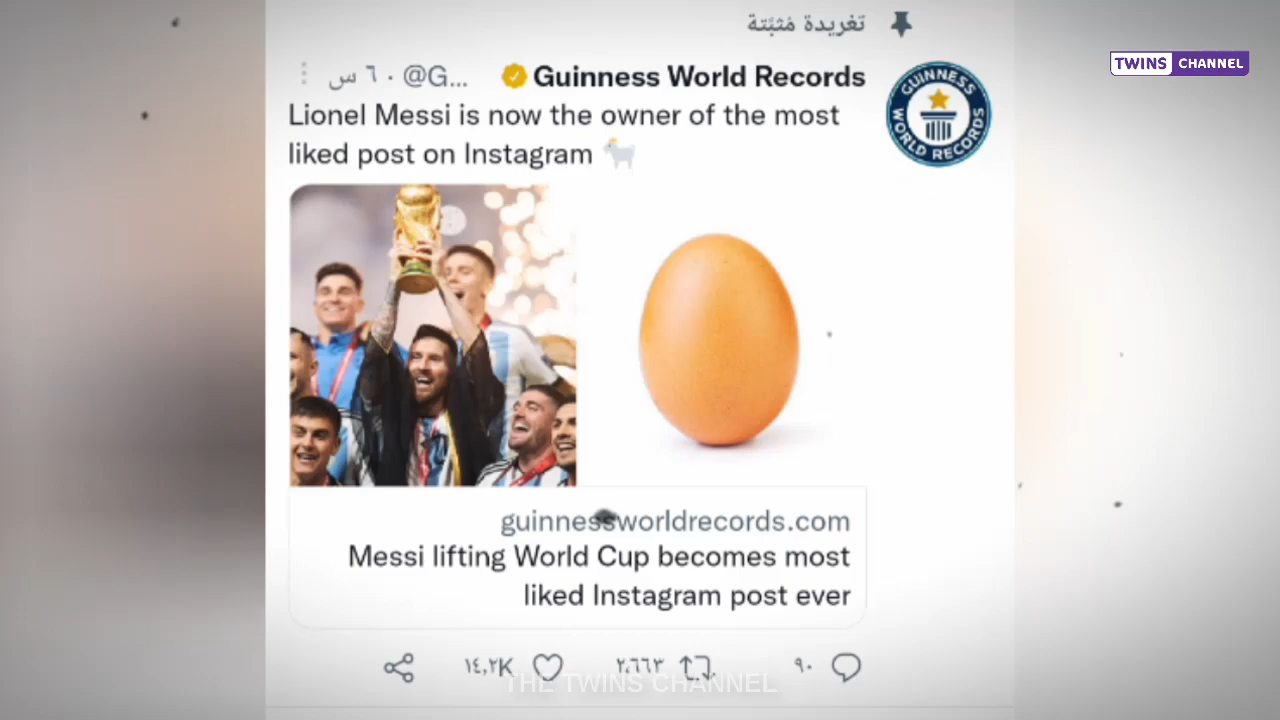 تغريدة مُثبَّتة
TWINS CHANNEL
Guinness World Records @G... · ٦ س
GUINNESS WORLD RECORDS
Lionel Messi is now the owner of the most
liked post on Instagram 🐐
guinnessworldrecords.com
Messi lifting World Cup becomes most
liked Instagram post ever
٩٠ ٢,٦٦٣ ١٤,٢K
THE TWINS CHANNEL